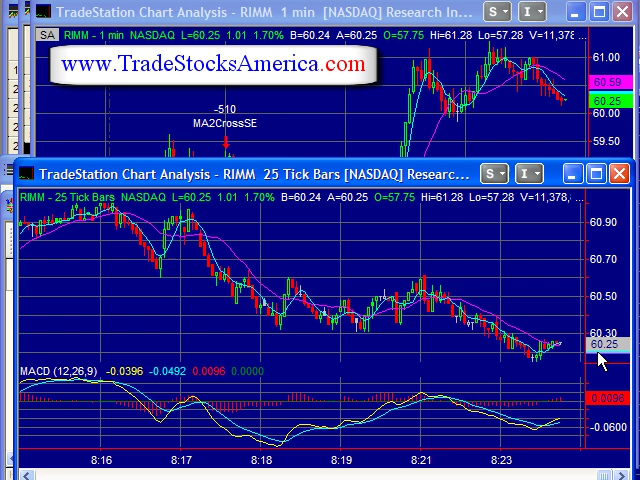 TradeStation Chart Analysis - RIMM 1 min [NASDAQ] Research In...
S
I
SA
RIMM - 1 min NASDAQ L=60.25 1.01 1.70% B=60.24 A=60.25 O=57.75 Hi=61.28 Lo=57.28 V=11,378, ...
www.TradeStocksAmerica.com
61.00
60.59
60.25
60.00
59.50
-510
MA2CrossSE
TradeStation Chart Analysis - RIMM 25 Tick Bars [NASDAQ] Researc...
S
I
RIMM - 25 Tick Bars NASDAQ L=60.25 1.01 1.70% B=60.24 A=60.25 O=57.75 Hi=61.28 Lo=57.28 V=11,378, ...
60.90
60.70
60.50
60.30
60.25
MACD (12,26,9) -0.0396 -0.0492 0.0096 0.0000
0.0096
-0.0600
8:16 8:17 8:18 8:19 8:21 8:23